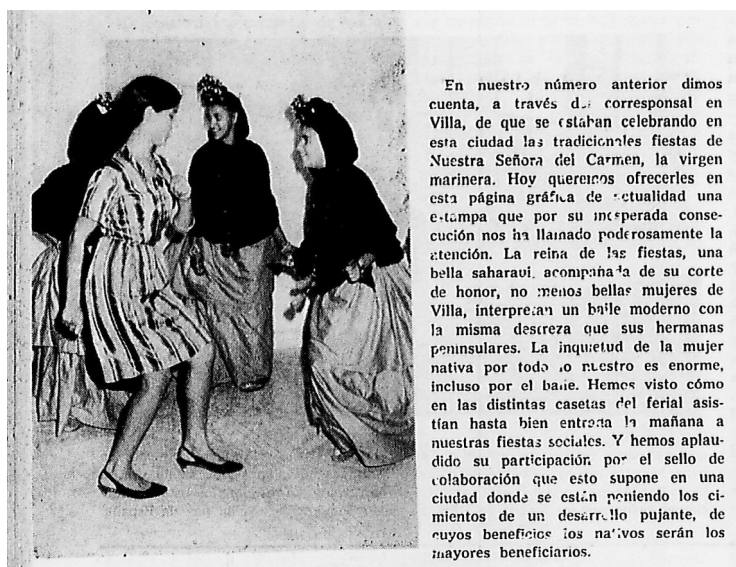 En nuestro número anterior dimos
cuenta, a través del corresponsal en
Villa, de que se estaban celebrando en
esta ciudad las tradicionales fiestas de
Nuestra Señora del Carmen, la virgen
marinera. Hoy queremos ofrecerles en
esta página gráfica de actualidad una
estampa que por su inesperada conse-
cución nos ha llamado poderosamente la
atención. La reina de las fiestas, una
bella saharaui, acompañada de su corte
de honor, no menos bellas mujeres de
Villa, interpretan un baile moderno con
la misma destreza que sus hermanas
peninsulares. La inquietud de la mujer
nativa por todo lo nuestro es enorme,
incluso por el baile. Hemos visto cómo
en las distintas casetas del ferial asis-
tían hasta bien entrada la mañana a
nuestras fiestas sociales. Y hemos aplau-
dido su participación por el sello de
colaboración que esto supone en una
ciudad donde se están poniendo los ci-
mientos de un desarrollo pujante, de
cuyos beneficios los nativos serán los
mayores beneficiarios.